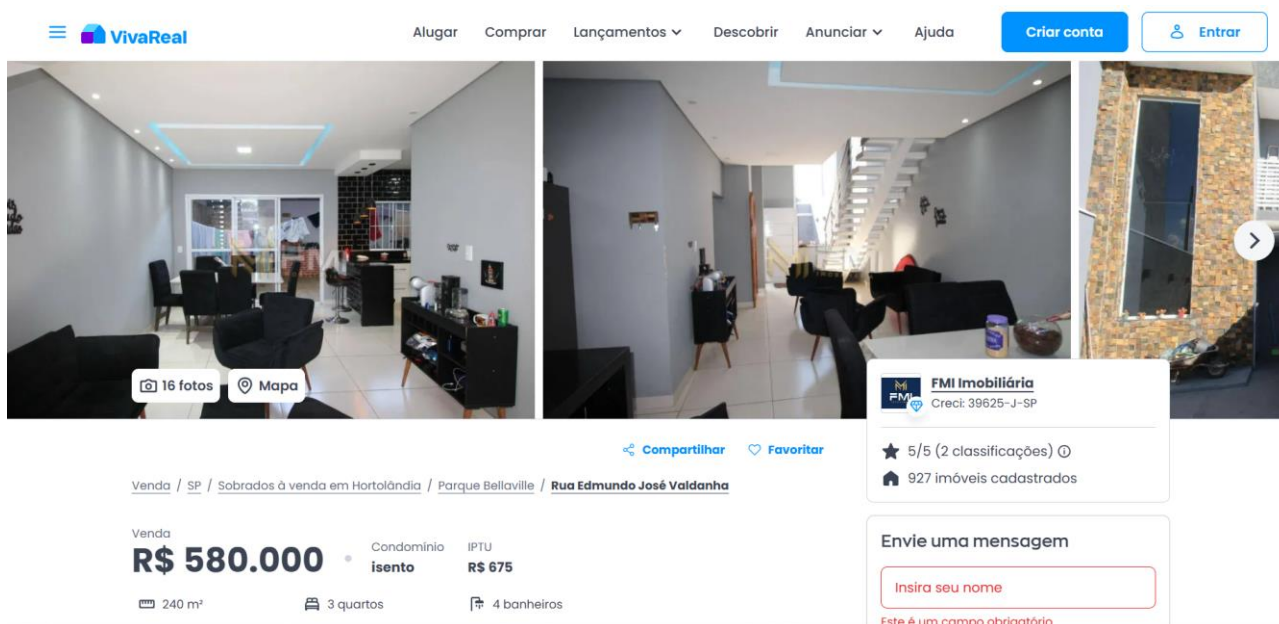 VivaReal
Alugar Comprar Lançamentos Descobrir Anunciar Ajuda Criar conta Entrar
FMI
FMI
16 fotos Mapa
FMI
FMI Imobiliária
Creci: 39625-J-SP
Compartilhar Favoritar
5/5 (2 classificações)
927 imóveis cadastrados
Venda / SP / Sobrados à venda em Hortolândia / Parque Bellaville / Rua Edmundo José Valdanha
Venda
R$ 580.000
Condomínio
isento
IPTU
R$ 675
240 m²
3 quartos
4 banheiros
Envie uma mensagem
Insira seu nome
Este é um campo obrigatório